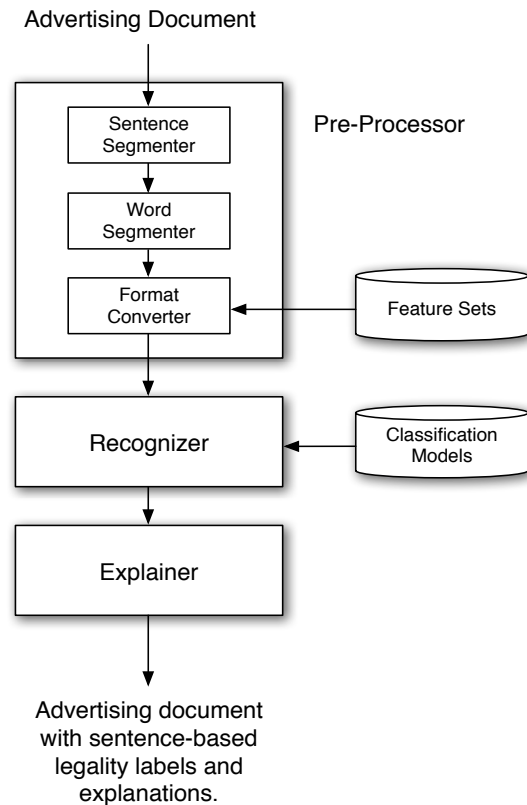 Advertising Document
Sentence
Segmenter
Pre-Processor
Word
Segmenter
Format
Converter
Feature Sets
Recognizer
Classification
Models
Explainer
Advertising document
with sentence-based
legality labels and
explanations.